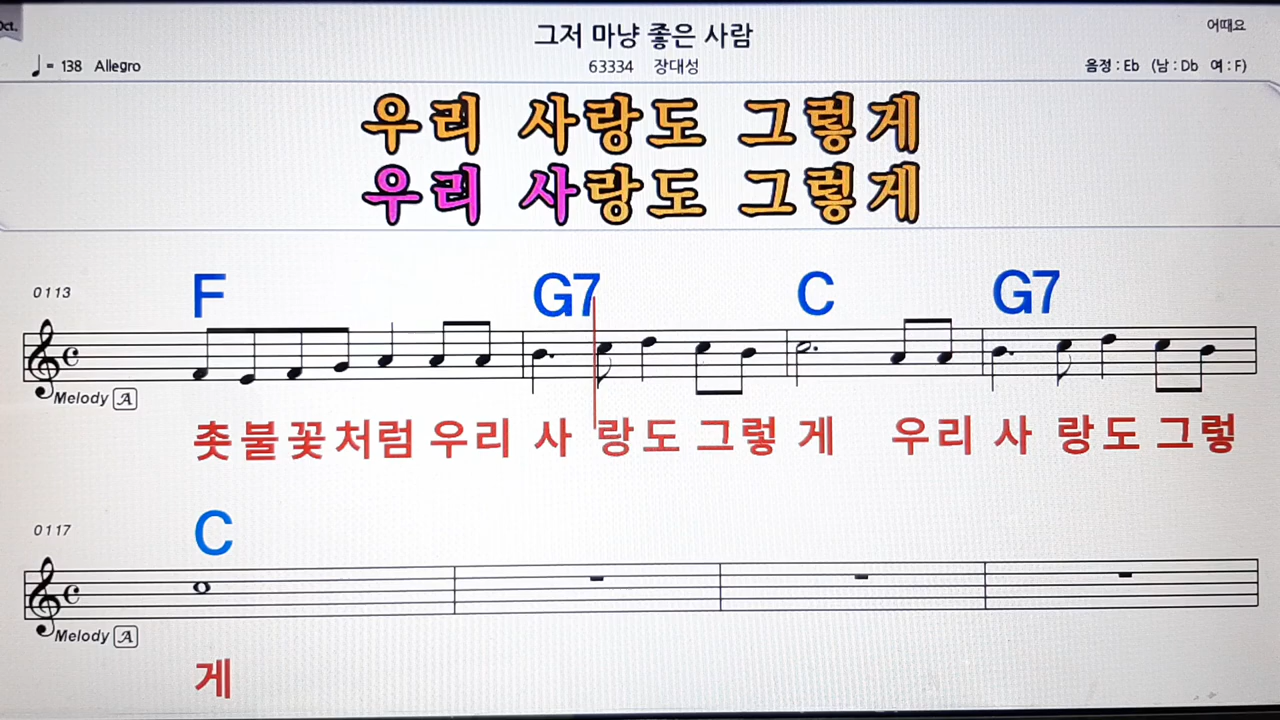 Oct.
그저 마냥 좋은 사람
어때요
= 138 Allegro
63334 장대성
음정 : Eb (남 : Db 여 : F)
우리 사랑도 그렇게
우리 사랑도 그렇게
F G7 C G7
0113
Melody A
촛불꽃처럼 우리 사 랑도 그렇 게 우리 사 랑도 그렇
C
0117
Melody A
게